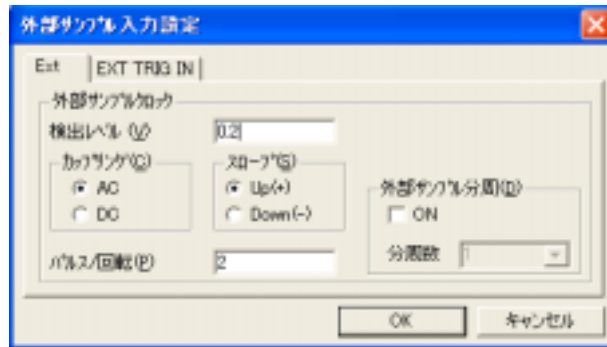 外部サンプル入力設定
Ext EXT TRIG IN
外部サンプルクロック
検出レベル (V) 0.2
カップリング(C)
AC
DC
スロープ(S)
Up(+)
Down(-)
外部サンプル分周(D)
ON
分周数 1
パルス/回転(P) 2
OK キャンセル